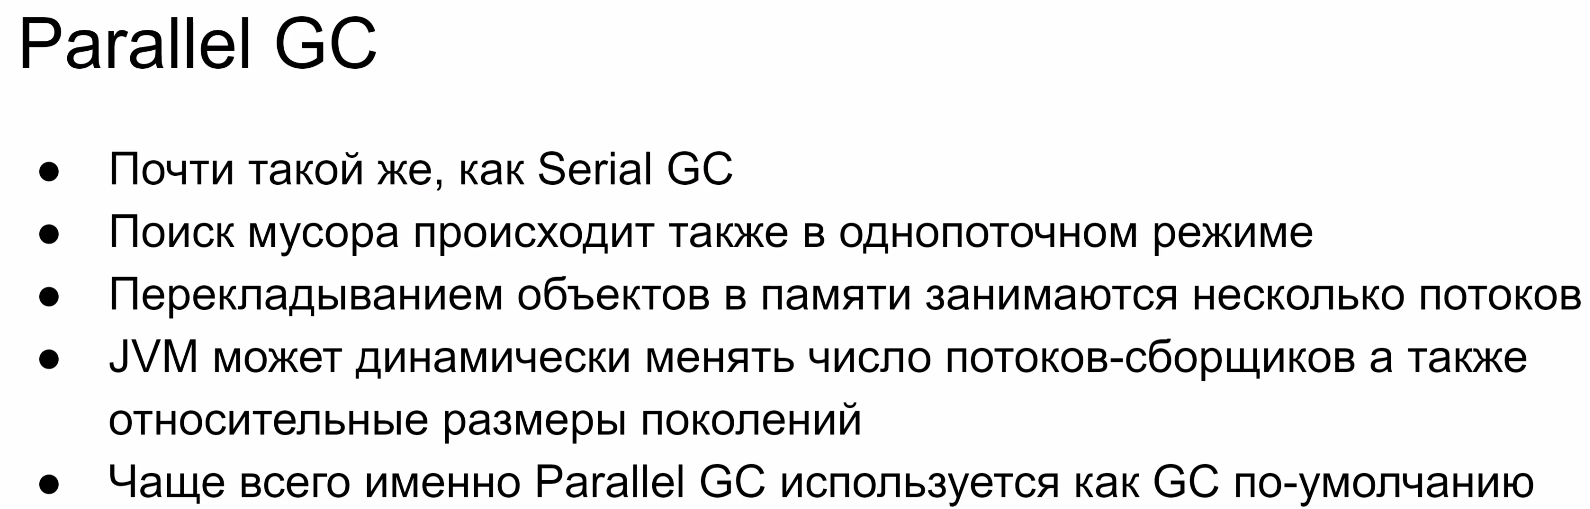 Parallel GC
● Почти такой же, как Serial GC
● Поиск мусора происходит также в однопоточном режиме
● Перекладыванием объектов в памяти занимаются несколько потоков
● JVM может динамически менять число потоков-сборщиков а также
относительные размеры поколений
● Чаще всего именно Parallel GC используется как GC по-умолчанию